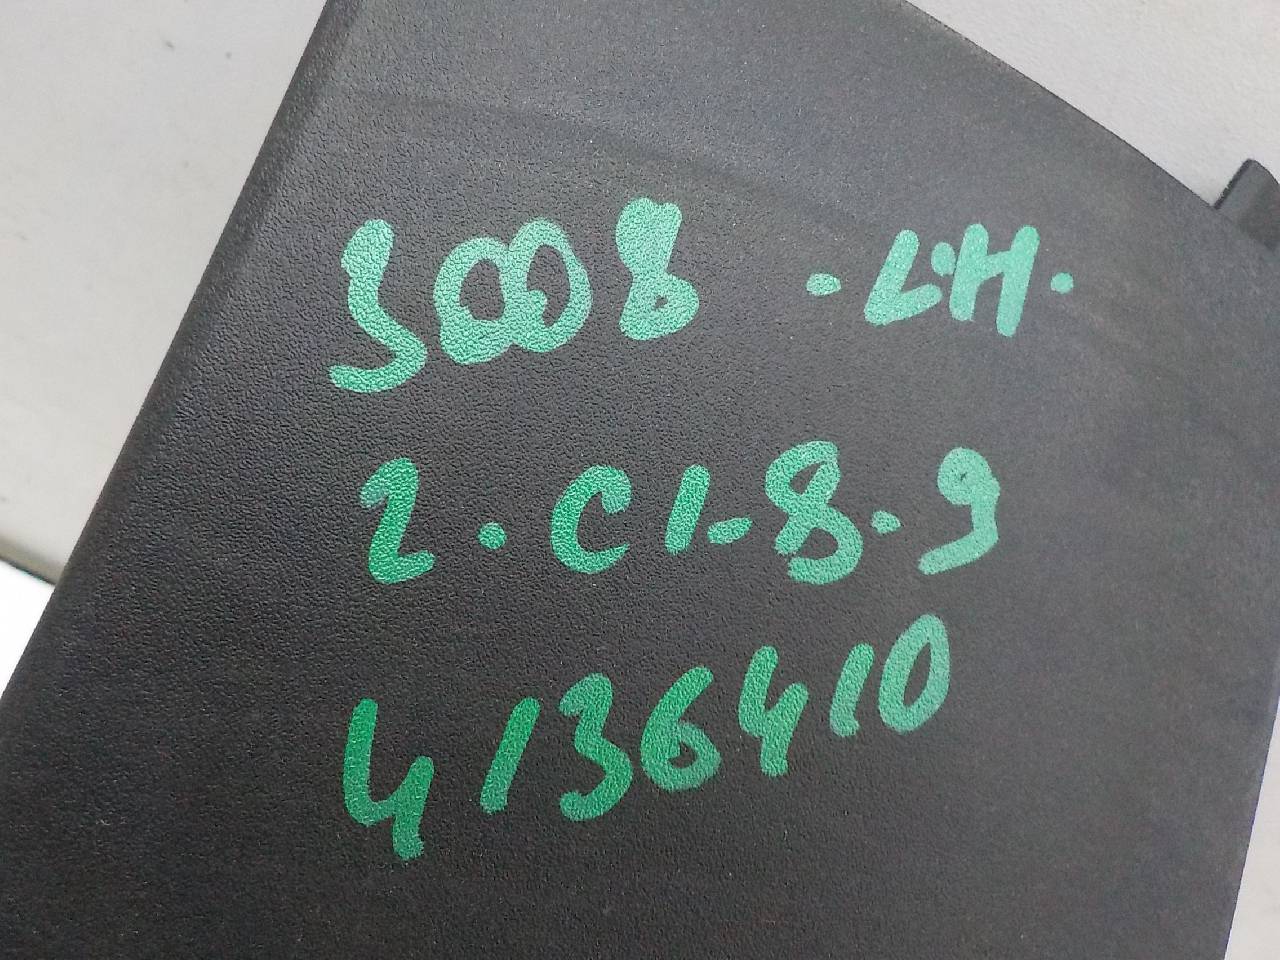 3008 . LH .
2 . C1 - 8 . 9
4136410